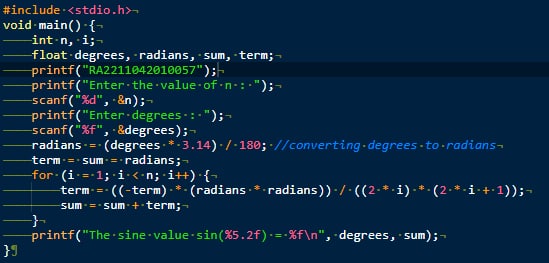 #include <stdio.h>
void main() {
    int n, i;
    float degrees, radians, sum, term;
    printf("RA2211042010057");
    printf("Enter the value of n : ");
    scanf("%d", &n);
    printf("Enter degrees : ");
    scanf("%f", &degrees);
    radians = (degrees * 3.14) / 180; //converting degrees to radians
    term = sum = radians;
    for (i = 1; i < n; i++) {
        term = ((-term) * (radians * radians)) / ((2 * i) * (2 * i + 1));
        sum = sum + term;
    }
    printf("The sine value sin(%5.2f) = %f\n", degrees, sum);
}